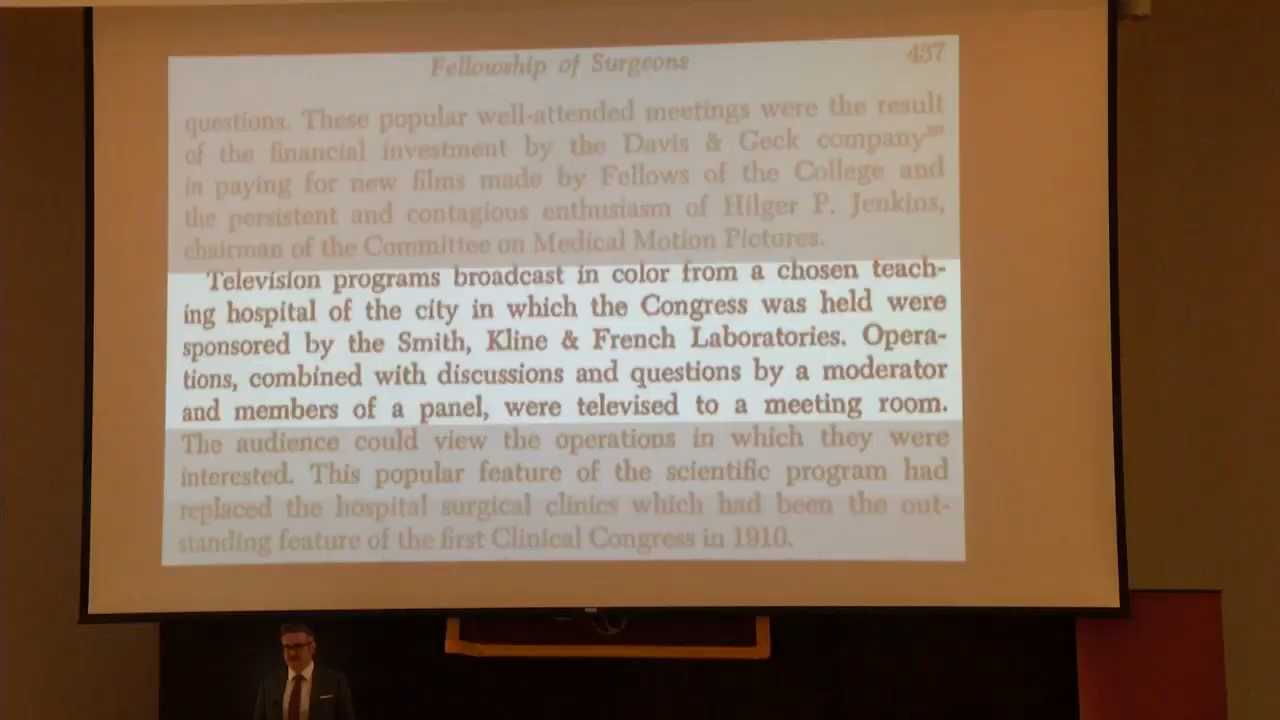 Fellowship of Surgeons 437
questions. These popular well-attended meetings were the result
of the financial investment by the Davis & Geck company
in paying for new films made by Fellows of the College and
the persistent and contagious enthusiasm of Hilger P. Jenkins,
chairman of the Committee on Medical Motion Pictures.
Television programs broadcast in color from a chosen teach-
ing hospital of the city in which the Congress was held were
sponsored by the Smith, Kline & French Laboratories. Opera-
tions, combined with discussions and questions by a moderator
and members of a panel, were televised to a meeting room.
The audience could view the operations in which they were
interested. This popular feature of the scientific program had
replaced the hospital surgical clinics which had been the out-
standing feature of the first Clinical Congress in 1910.